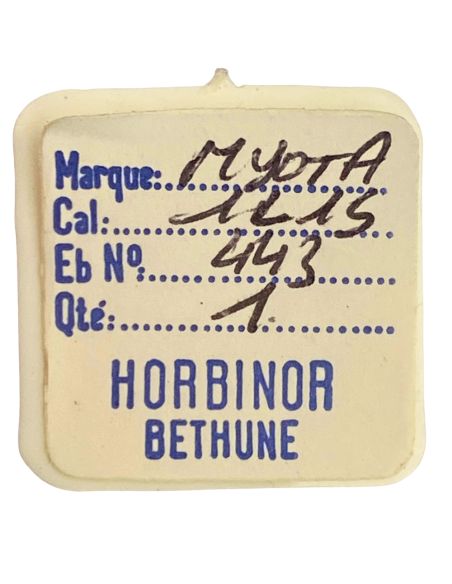 Marque: MYOTA
Cal: 1L15
Eb Nº: 443
Qté: 1.
HORBINOR
BETHUNE